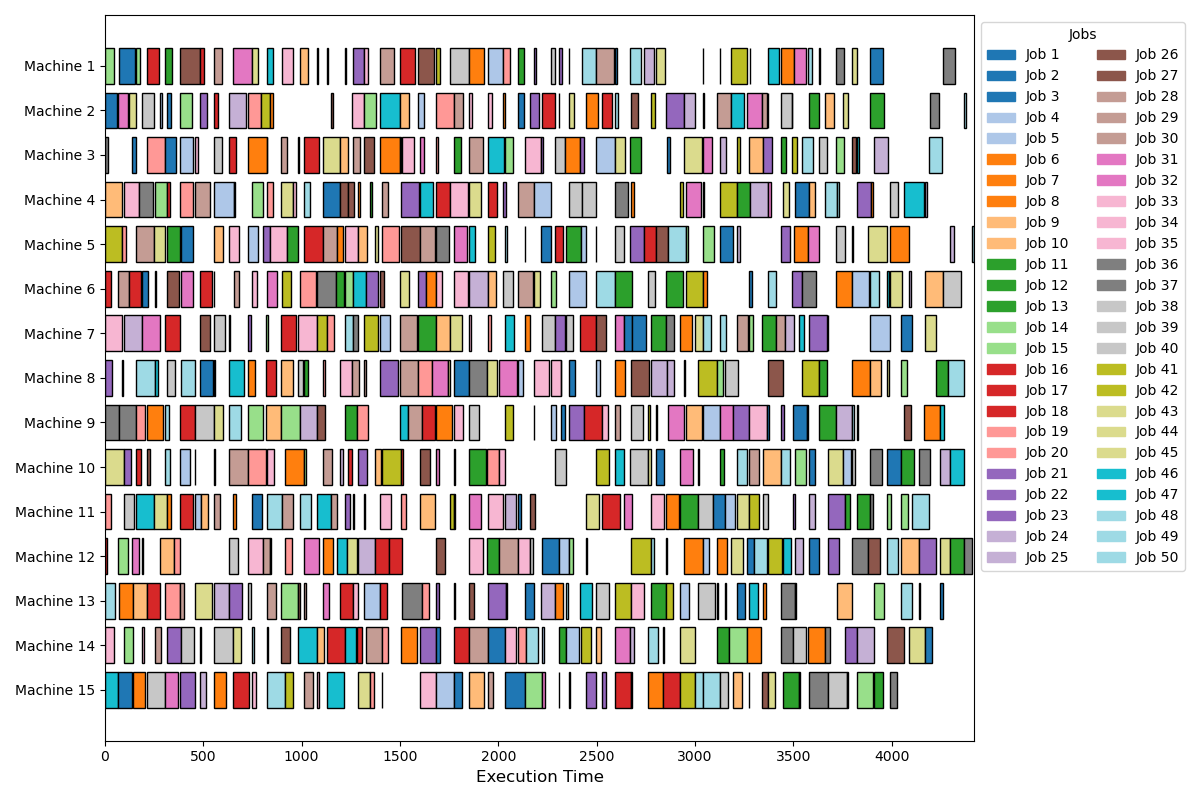 Machine 1
Machine 2
Machine 3
Machine 4
Machine 5
Machine 6
Machine 7
Machine 8
Machine 9
Machine 10
Machine 11
Machine 12
Machine 13
Machine 14
Machine 15
0 500 1000 1500 2000 2500 3000 3500 4000
Execution Time
Jobs
Job 1
Job 2
Job 3
Job 4
Job 5
Job 6
Job 7
Job 8
Job 9
Job 10
Job 11
Job 12
Job 13
Job 14
Job 15
Job 16
Job 17
Job 18
Job 19
Job 20
Job 21
Job 22
Job 23
Job 24
Job 25
Job 26
Job 27
Job 28
Job 29
Job 30
Job 31
Job 32
Job 33
Job 34
Job 35
Job 36
Job 37
Job 38
Job 39
Job 40
Job 41
Job 42
Job 43
Job 44
Job 45
Job 46
Job 47
Job 48
Job 49
Job 50